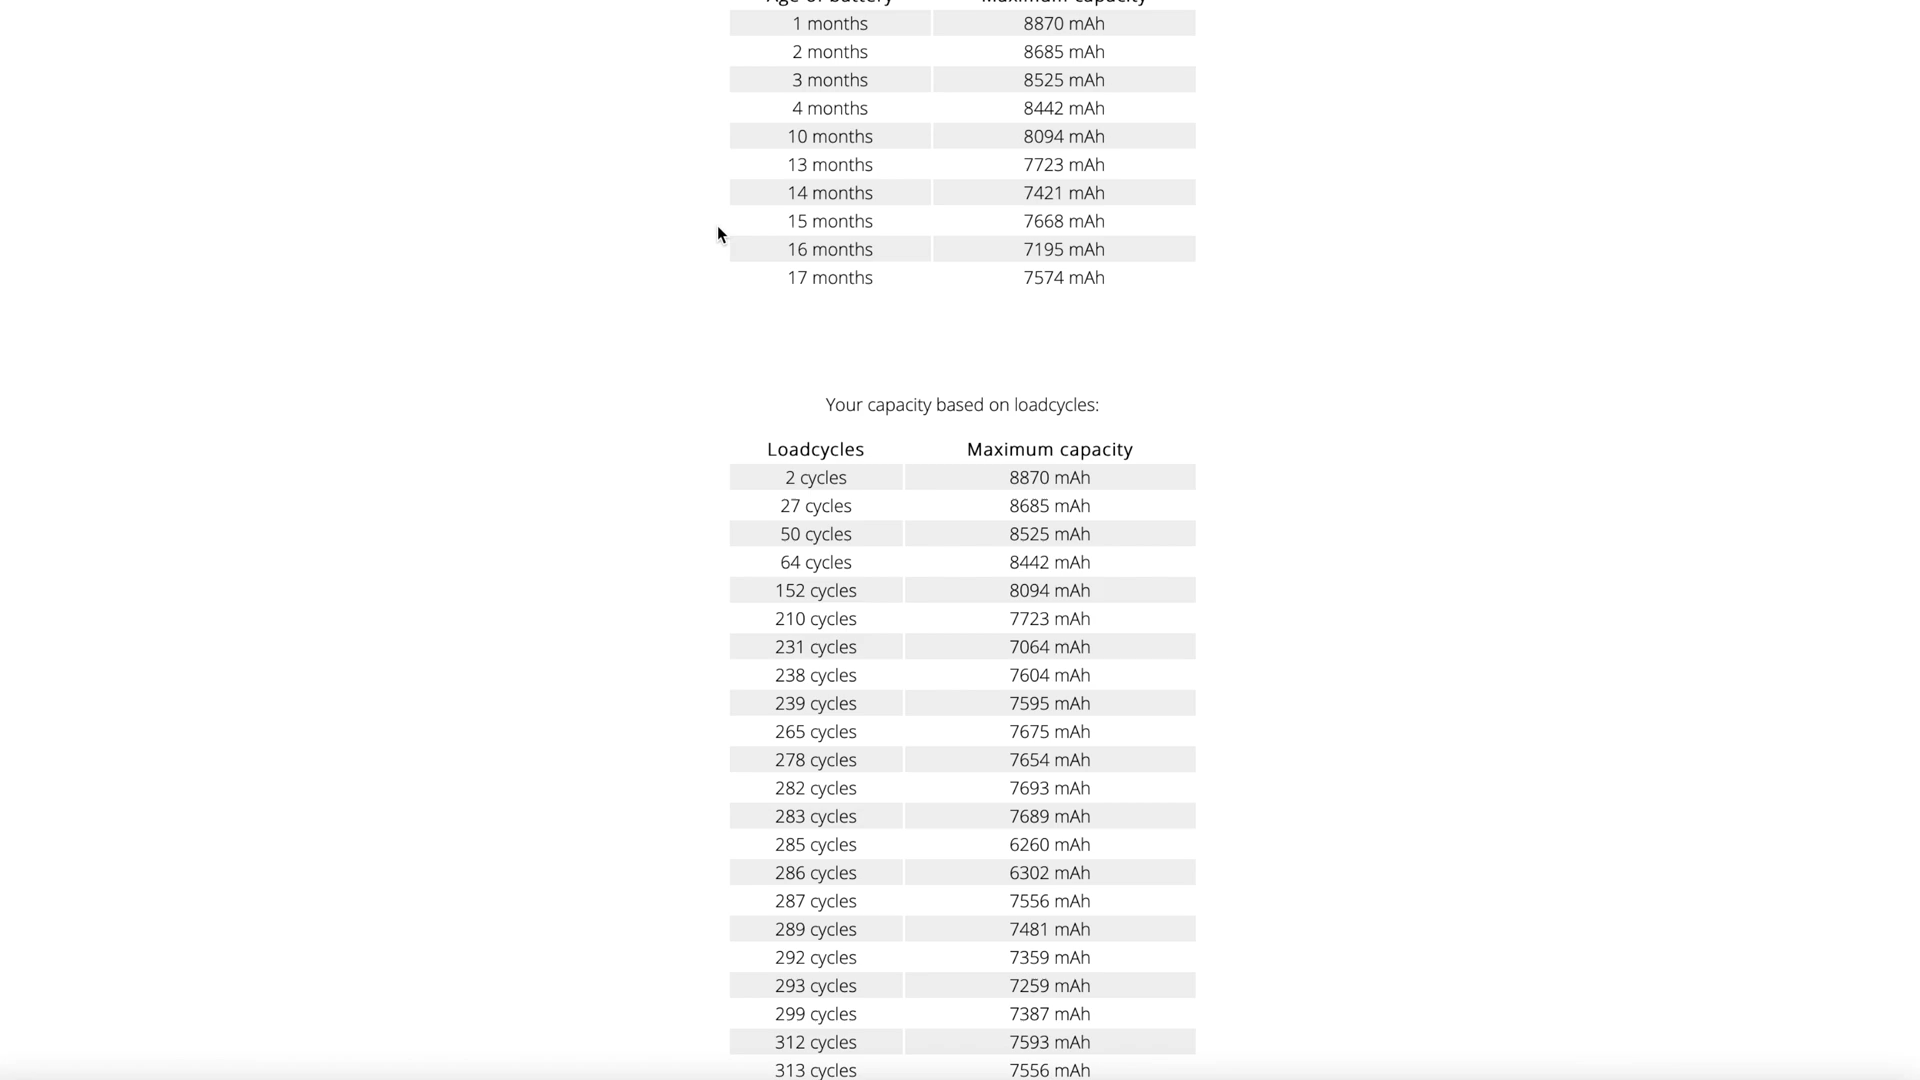 Age of battery Maximum capacity
1 months 8870 mAh
2 months 8685 mAh
3 months 8525 mAh
4 months 8442 mAh
10 months 8094 mAh
13 months 7723 mAh
14 months 7421 mAh
15 months 7668 mAh
16 months 7195 mAh
17 months 7574 mAh
Your capacity based on loadcycles:
Loadcycles Maximum capacity
2 cycles 8870 mAh
27 cycles 8685 mAh
50 cycles 8525 mAh
64 cycles 8442 mAh
152 cycles 8094 mAh
210 cycles 7723 mAh
231 cycles 7064 mAh
238 cycles 7604 mAh
239 cycles 7595 mAh
265 cycles 7675 mAh
278 cycles 7654 mAh
282 cycles 7693 mAh
283 cycles 7689 mAh
285 cycles 6260 mAh
286 cycles 6302 mAh
287 cycles 7556 mAh
289 cycles 7481 mAh
292 cycles 7359 mAh
293 cycles 7259 mAh
299 cycles 7387 mAh
312 cycles 7593 mAh
313 cycles 7556 mAh